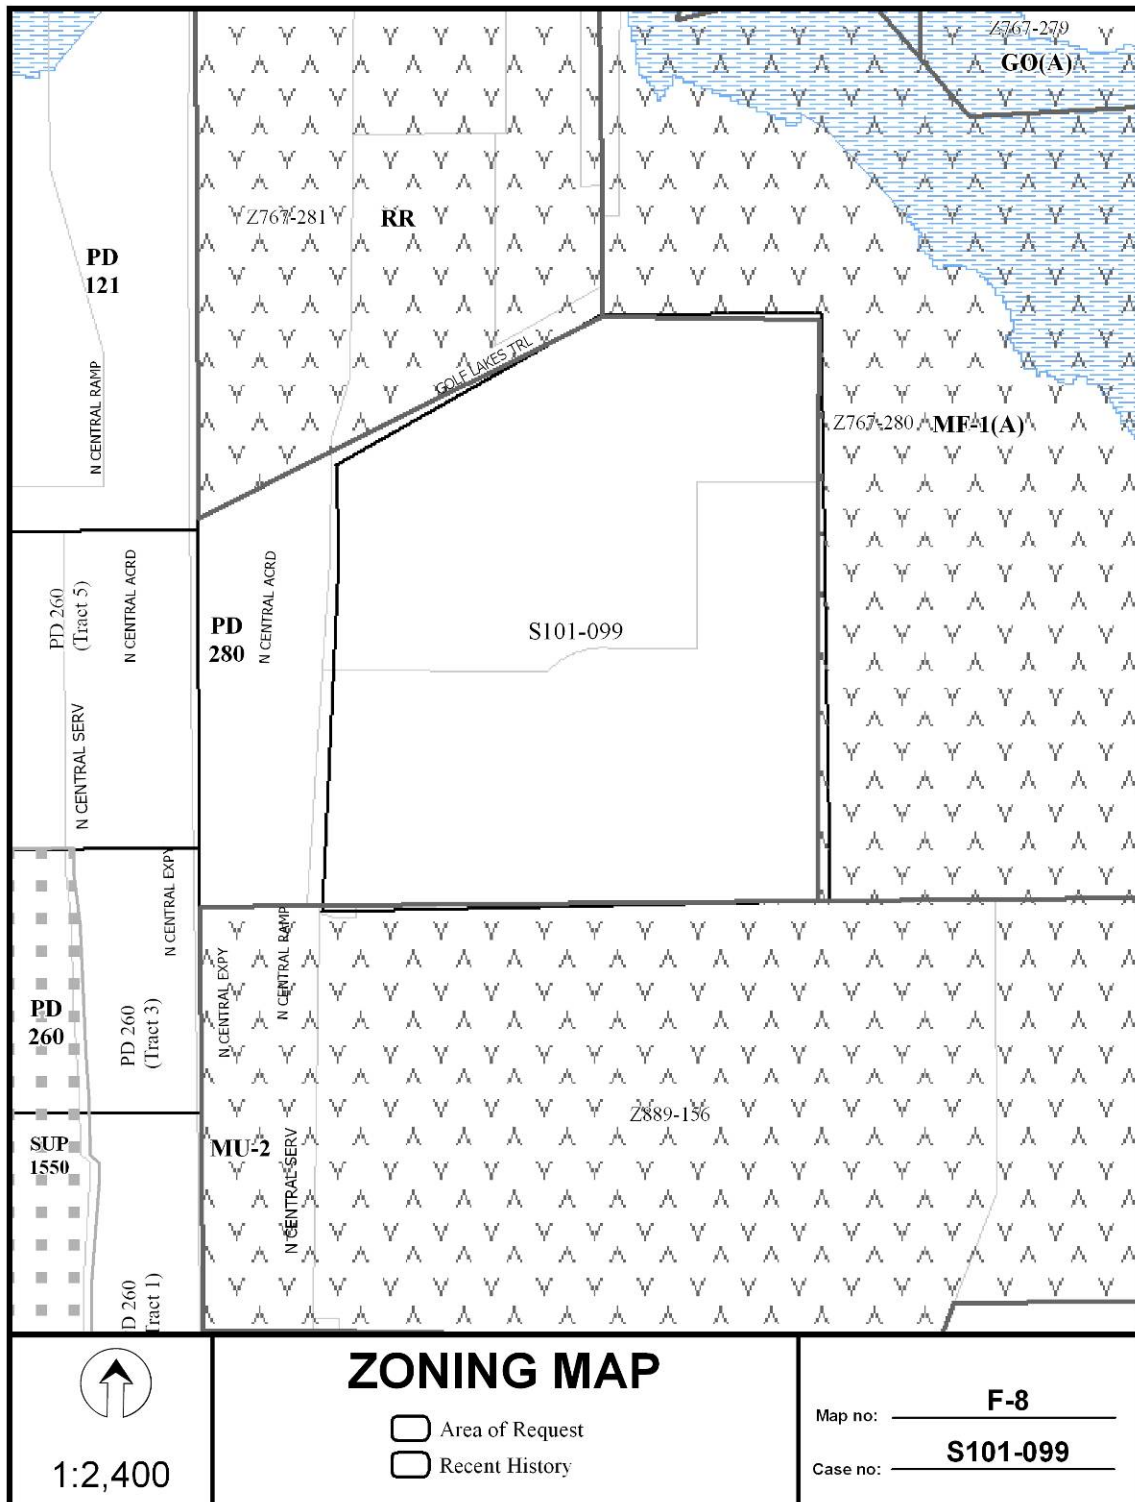 Z767-279
GO(A)
Z767-281
RR
PD
121
N CENTRAL RAMP
GOLF LAKES TRL
Z767-280
MF-1(A)
PD 260
(Tract 5)
N CENTRAL ACRD
PD
280
N CENTRAL ACRD
S101-099
N CENTRAL SERV
N CENTRAL EXPY
N CENTRAL RAMP
N CENTRAL EXPY
PD
260
PD 260
(Tract 3)
Z889-156
SUP
1550
MU-2
N CENTRAL SERV
D 260
Tract 1)
1:2,400
ZONING MAP
Area of Request
Recent History
Map no: F-8
Case no: S101-099